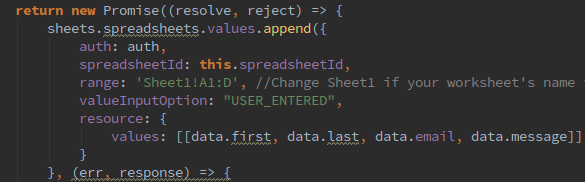 return new Promise((resolve, reject) => {
sheets.spreadsheets.values.append({
auth: auth,
spreadsheetId: this.spreadsheetId,
range: 'Sheet1!A1:D', //Change Sheet1 if your worksheet's name
valueInputOption: "USER_ENTERED",
resource: {
values: [[data.first, data.last, data.email, data.message]]
}
}, (err, response) => {